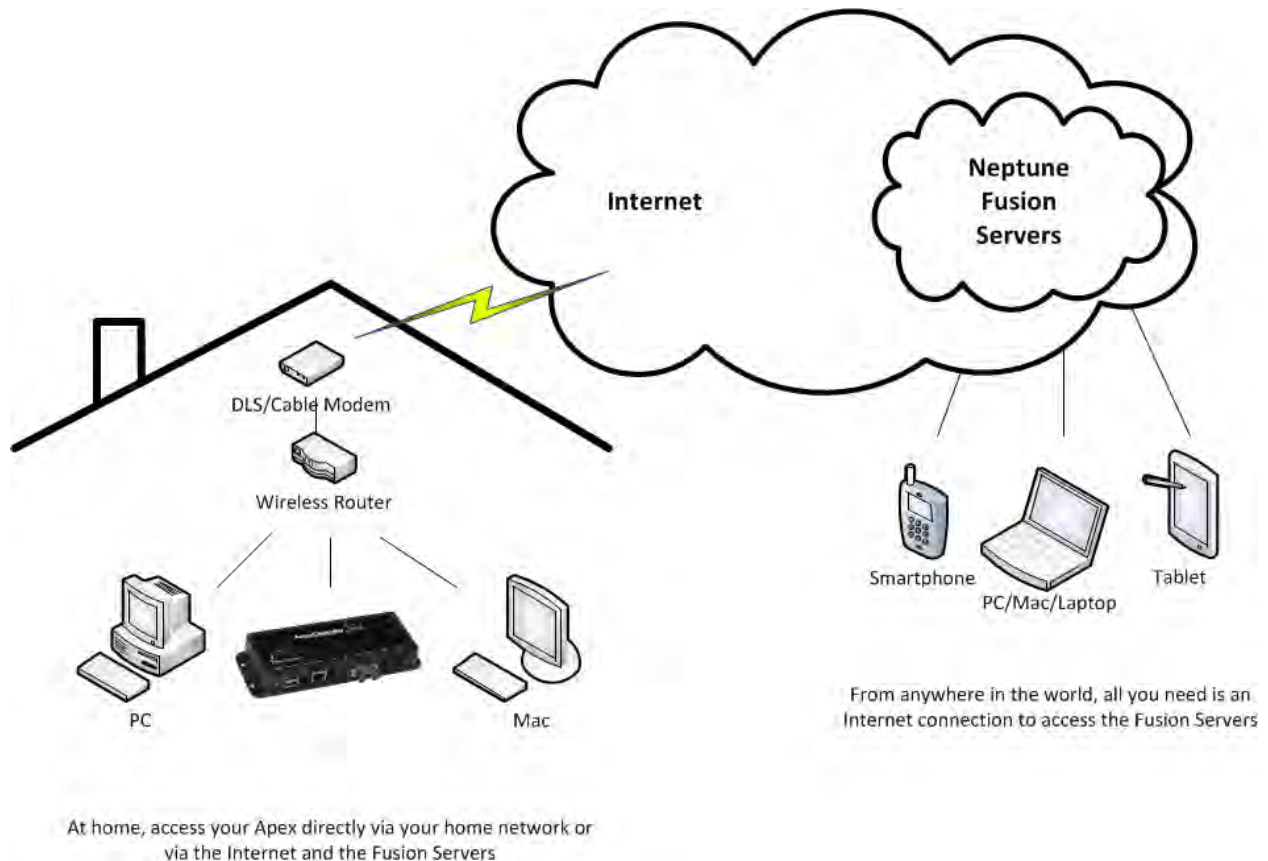 Internet
Neptune
Fusion
Servers
DLS/Cable Modem
Wireless Router
PC
Mac
Smartphone
PC/Mac/Laptop
Tablet
From anywhere in the world, all you need is an
Internet connection to access the Fusion Servers
At home, access your Apex directly via your home network or
via the Internet and the Fusion Servers